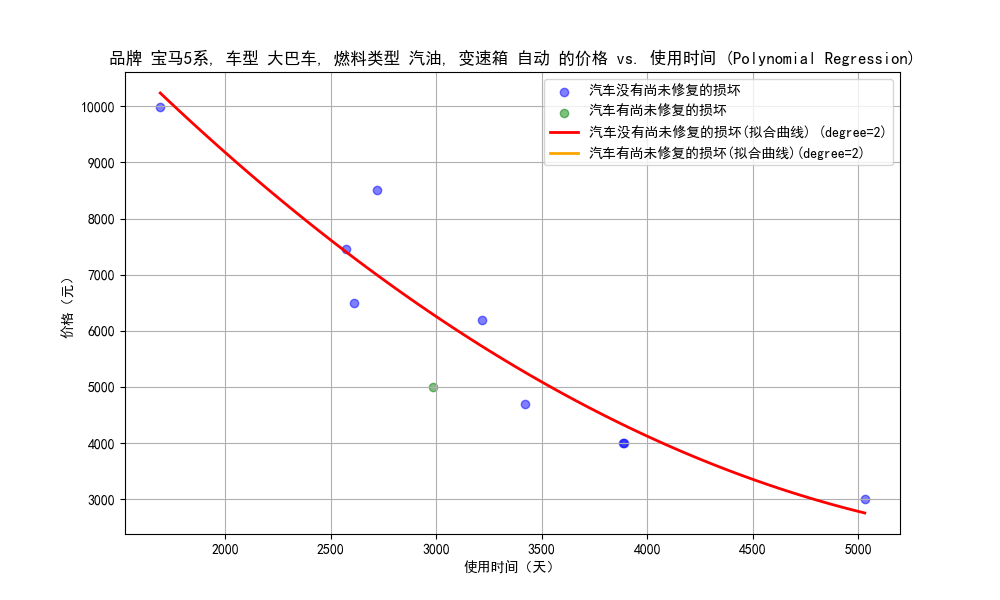 品牌 宝马5系, 车型 大巴车, 燃料类型 汽油, 变速箱 自动 的价格 vs. 使用时间 (Polynomial Regression)
汽车没有尚未修复的损坏
汽车有尚未修复的损坏
汽车没有尚未修复的损坏(拟合曲线) (degree=2)
汽车有尚未修复的损坏(拟合曲线)(degree=2)
价格（元）
10000
9000
8000
7000
6000
5000
4000
3000
2000
2500
3000
3500
4000
4500
5000
使用时间（天）